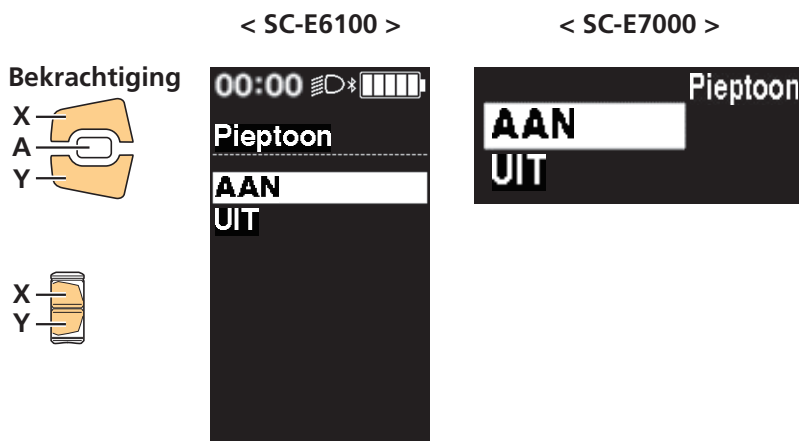 < SC-E6100 >
< SC-E7000 >
Bekrachtiging
X
A
Y
X
Y
00:00
Pieptoon
AAN
UIT
Pieptoon
AAN
UIT